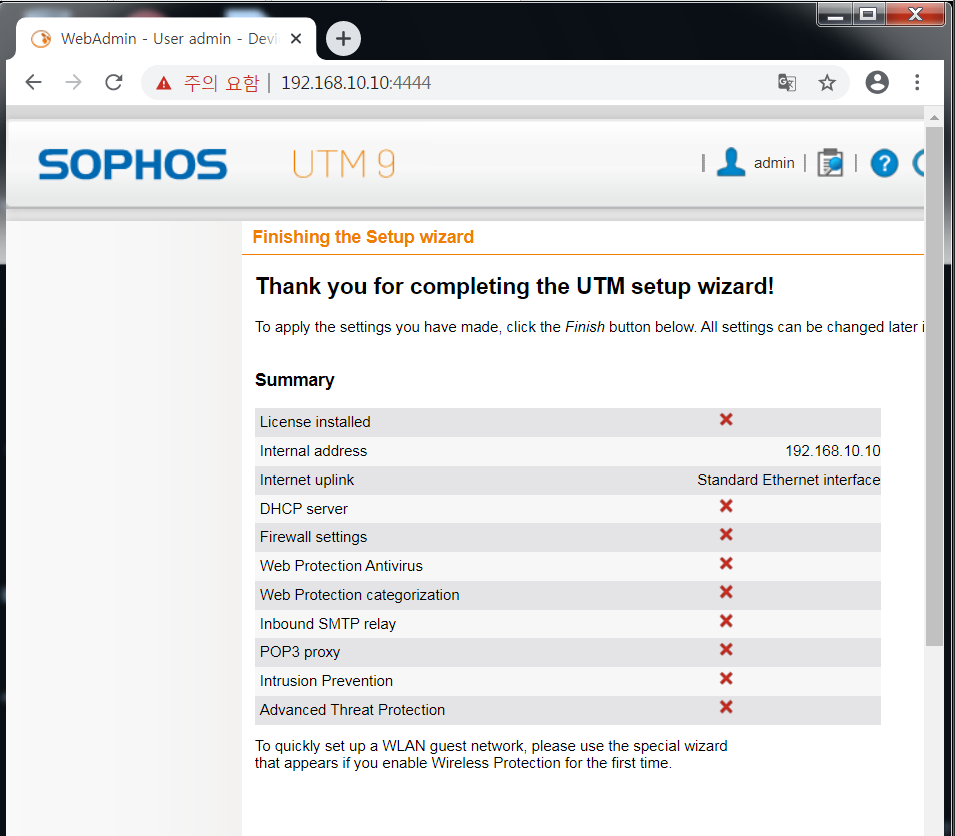 WebAdmin - User admin - Devi
주의 요함 192.168.10.10:4444
SOPHOS UTM 9 | admin | |
Finishing the Setup wizard
Thank you for completing the UTM setup wizard!
To apply the settings you have made, click the Finish button below. All settings can be changed later i
Summary
License installed
Internal address 192.168.10.10
Internet uplink Standard Ethernet interface
DHCP server
Firewall settings
Web Protection Antivirus
Web Protection categorization
Inbound SMTP relay
POP3 proxy
Intrusion Prevention
Advanced Threat Protection
To quickly set up a WLAN guest network, please use the special wizard
that appears if you enable Wireless Protection for the first time.